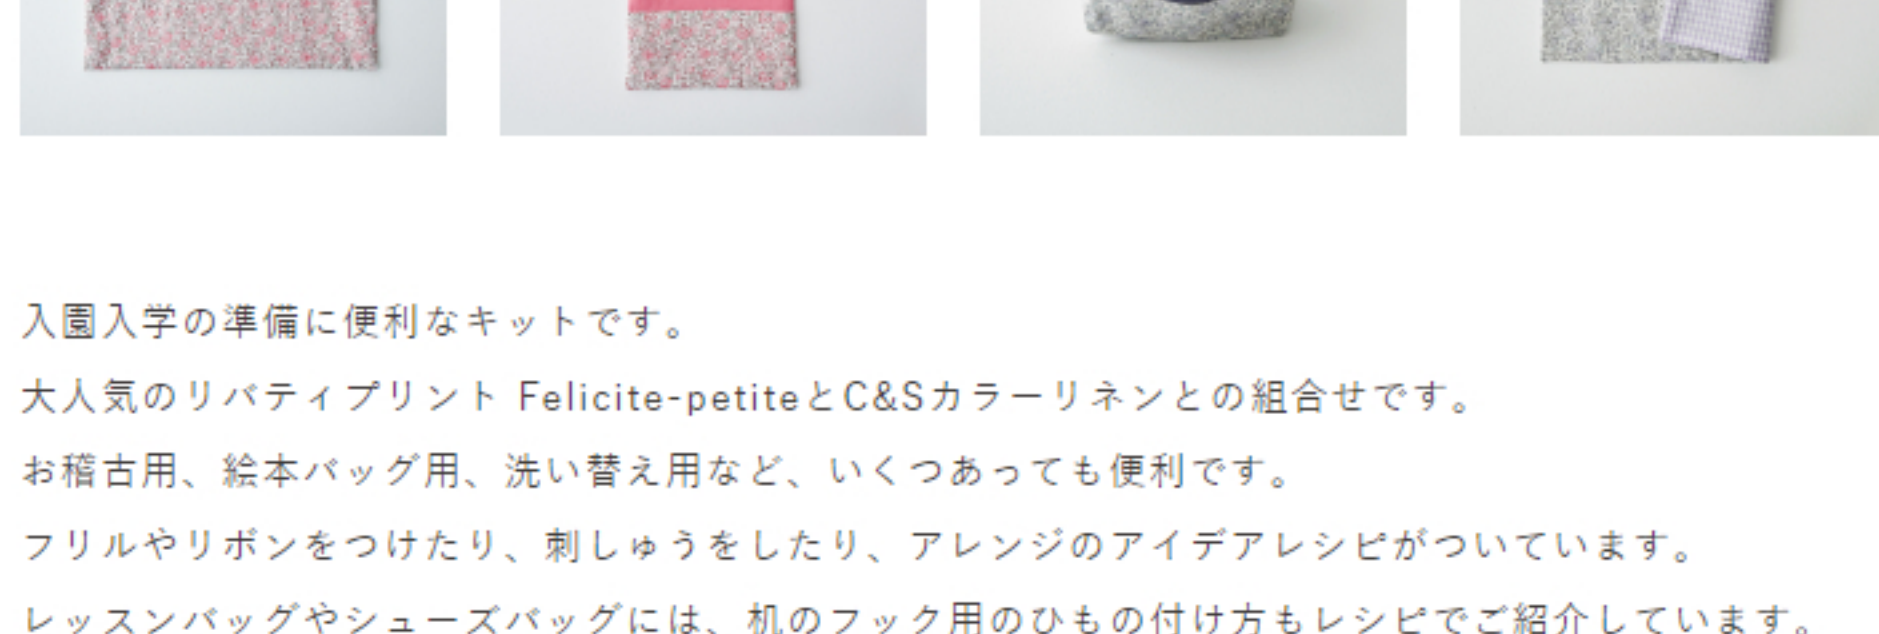 入園入学の準備に便利なキットです。
大人気のリバティプリント Felicite-petiteとC&Sカラーリネンとの組合せです。
お稽古用、絵本バッグ用、洗い替え用など、いくつあっても便利です。
フリルやリボンをつけたり、刺しゅうをしたり、アレンジのアイデアレシピがついています。
レッスンバッグやシューズバッグには、机のフック用のひもの付け方もレシピでご紹介しています。